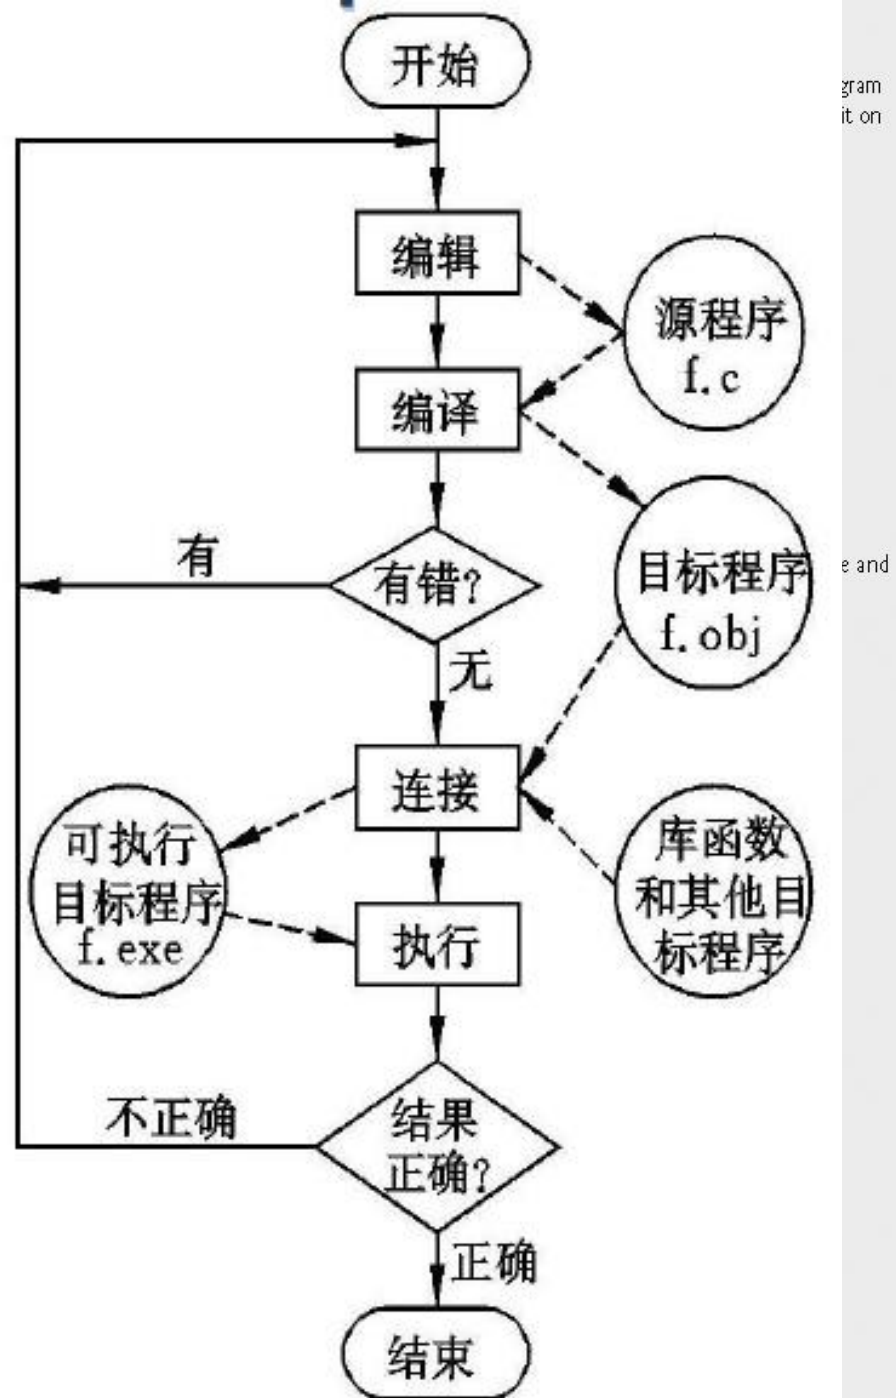 开始
gram
it on
编辑
源程序
f.c
编译
有
有错?
目标程序
f.obj
e and
无
连接
可执行
目标程序
f.exe
库函数
和其他目
标程序
执行
不正确
结果
正确?
正确
结束